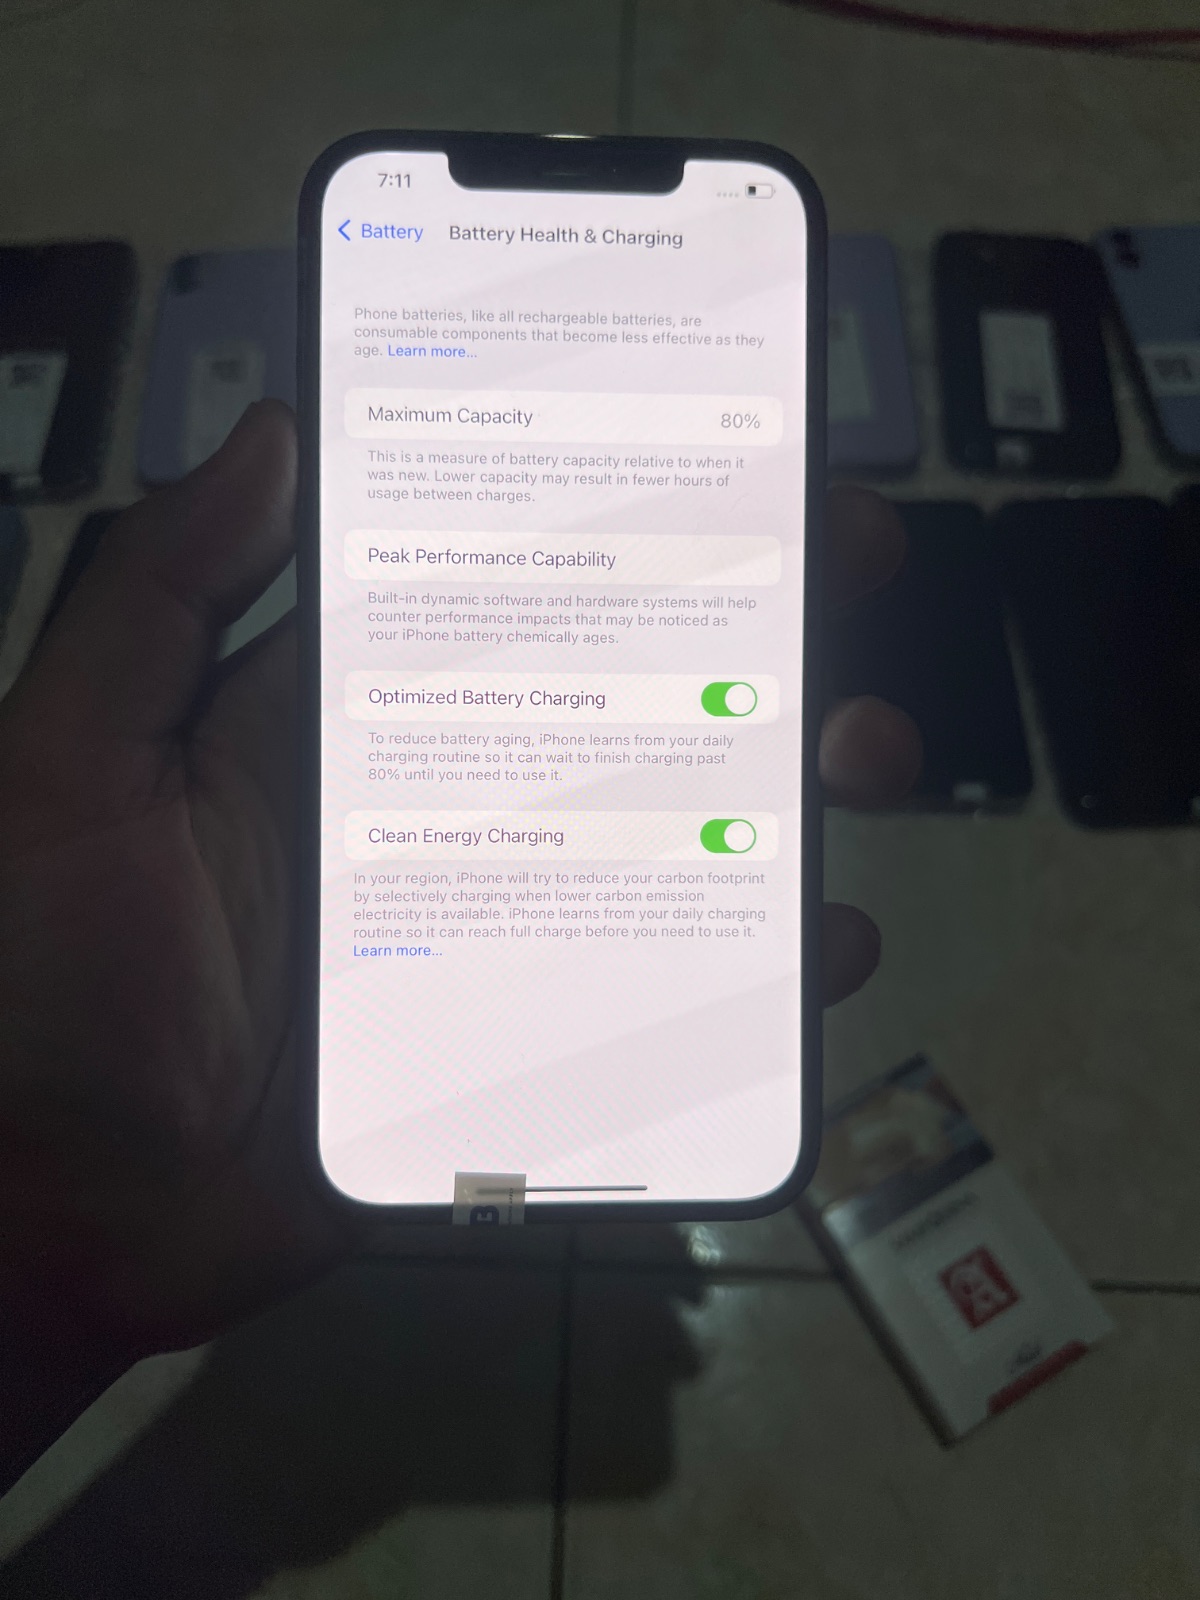 7:11
Battery
Battery Health & Charging
Phone batteries, like all rechargeable batteries, are
consumable components that become less effective as they
age. Learn more...
Maximum Capacity
80%
This is a measure of battery capacity relative to when it
was new. Lower capacity may result in fewer hours of
usage between charges.
Peak Performance Capability
Built-in dynamic software and hardware systems will help
counter performance impacts that may be noticed as
your iPhone battery chemically ages.
Optimized Battery Charging
To reduce battery aging, iPhone learns from your daily
charging routine so it can wait to finish charging past
80% until you need to use it.
Clean Energy Charging
In your region, iPhone will try to reduce your carbon footprint
by selectively charging when lower carbon emission
electricity is available. iPhone learns from your daily charging
routine so it can reach full charge before you need to use it.
Learn more...
B